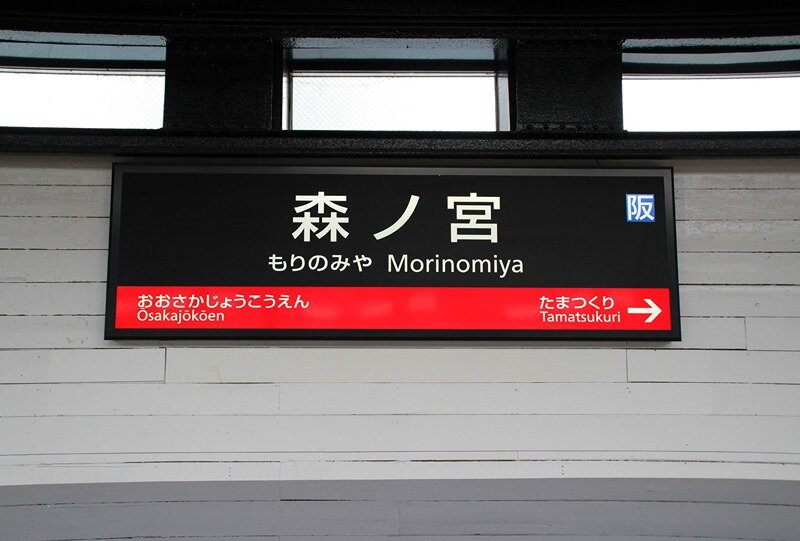 森ノ宮
阪
もりのみや Morinomiya
おおさかじょうこうえん
Ōsakajōkōen
たまつくり
Tamatsukuri